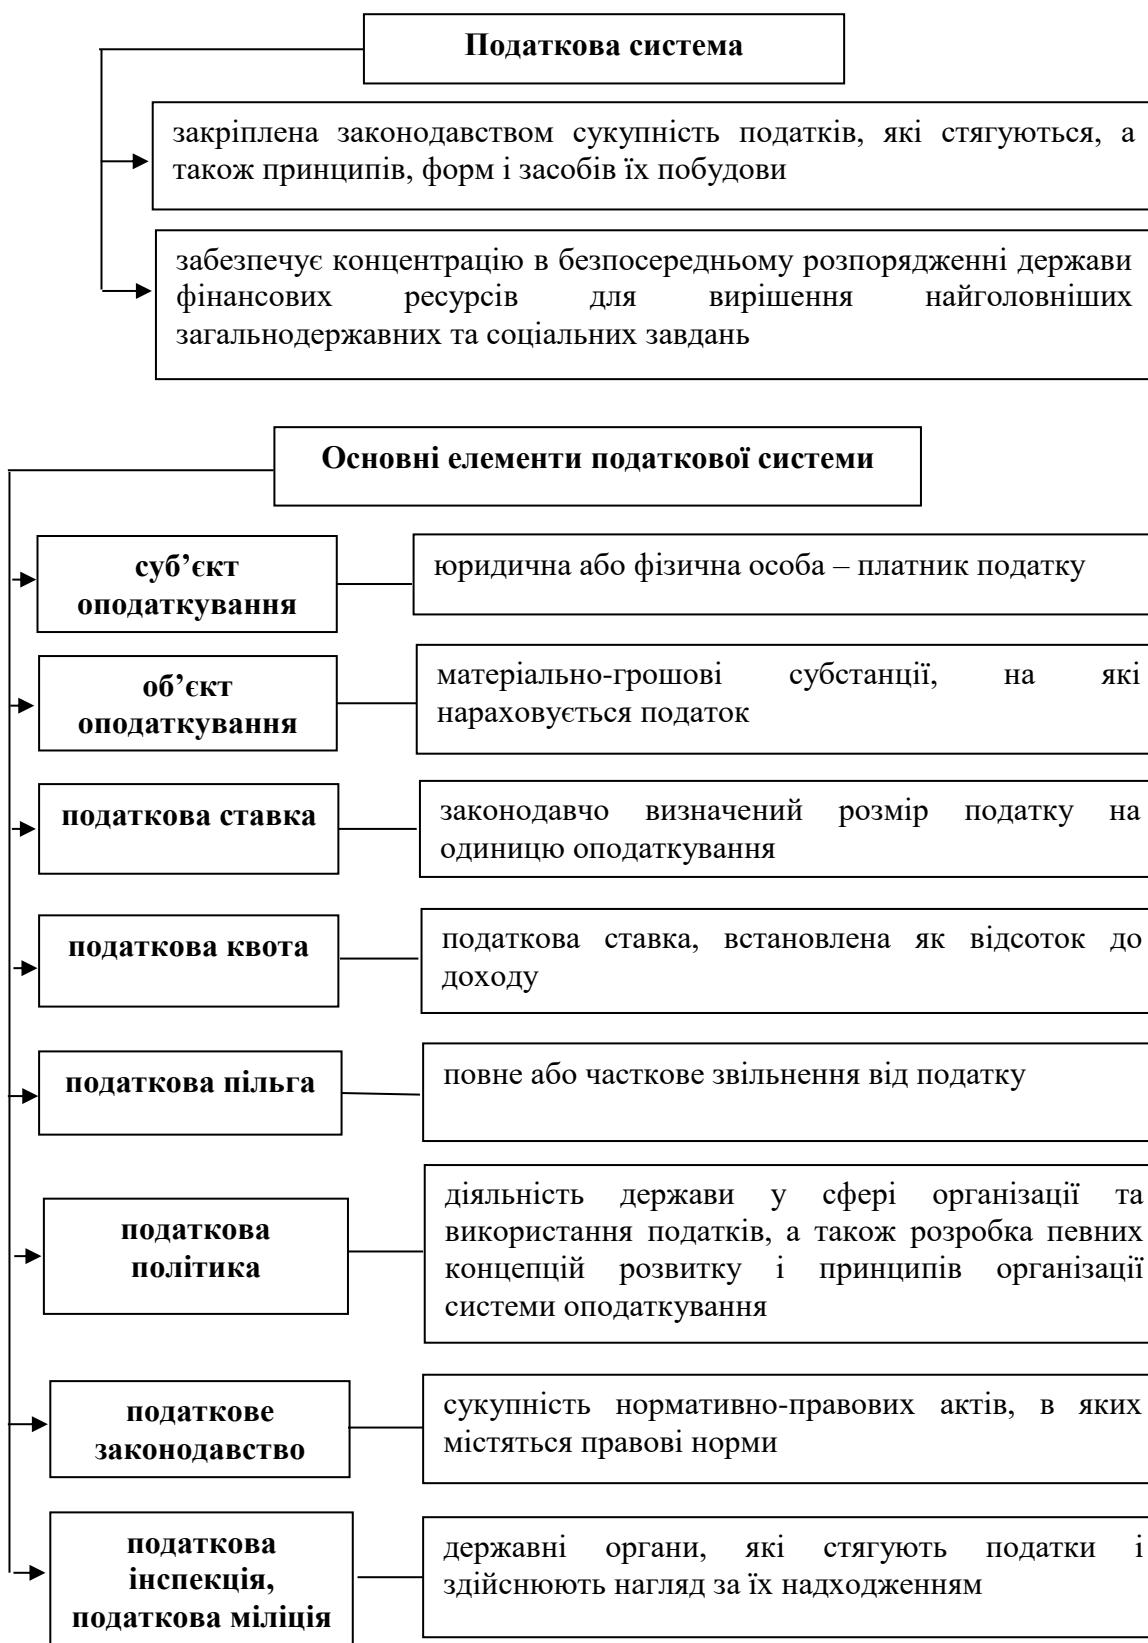 Податкова система
закріплена законодавством сукупність податків, які стягуються, а
також принципів, форм і засобів їх побудови
забезпечує концентрацію в безпосередньому розпорядженні держави
фінансових ресурсів для вирішення найголовніших
загальнодержавних та соціальних завдань
Основні елементи податкової системи
суб’єкт
оподаткування
юридична або фізична особа – платник податку
об’єкт
оподаткування
матеріально-грошові субстанції, на які
нараховується податок
податкова ставка
законодавчо визначений розмір податку на
одиницю оподаткування
податкова квота
податкова ставка, встановлена як відсоток до
доходу
податкова пільга
повне або часткове звільнення від податку
податкова
політика
діяльність держави у сфері організації та
використання податків, а також розробка певних
концепцій розвитку і принципів організації
системи оподаткування
податкове
законодавство
сукупність нормативно-правових актів, в яких
містяться правові норми
податкова
інспекція,
податкова міліція
державні органи, які стягують податки і
здійснюють нагляд за їх надходженням